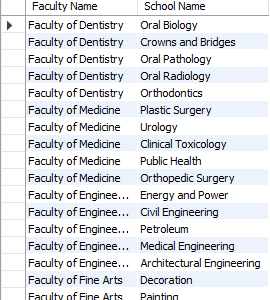 Faculty Name School Name
Faculty of Dentistry Oral Biology
Faculty of Dentistry Crowns and Bridges
Faculty of Dentistry Oral Pathology
Faculty of Dentistry Oral Radiology
Faculty of Dentistry Orthodontics
Faculty of Medicine Plastic Surgery
Faculty of Medicine Urology
Faculty of Medicine Clinical Toxicology
Faculty of Medicine Public Health
Faculty of Medicine Orthopedic Surgery
Faculty of Enginee... Energy and Power
Faculty of Enginee... Civil Engineering
Faculty of Enginee... Petroleum
Faculty of Enginee... Medical Engineering
Faculty of Enginee... Architectural Engineering
Faculty of Fine Arts Decoration
Faculty of Fine Arts Painting